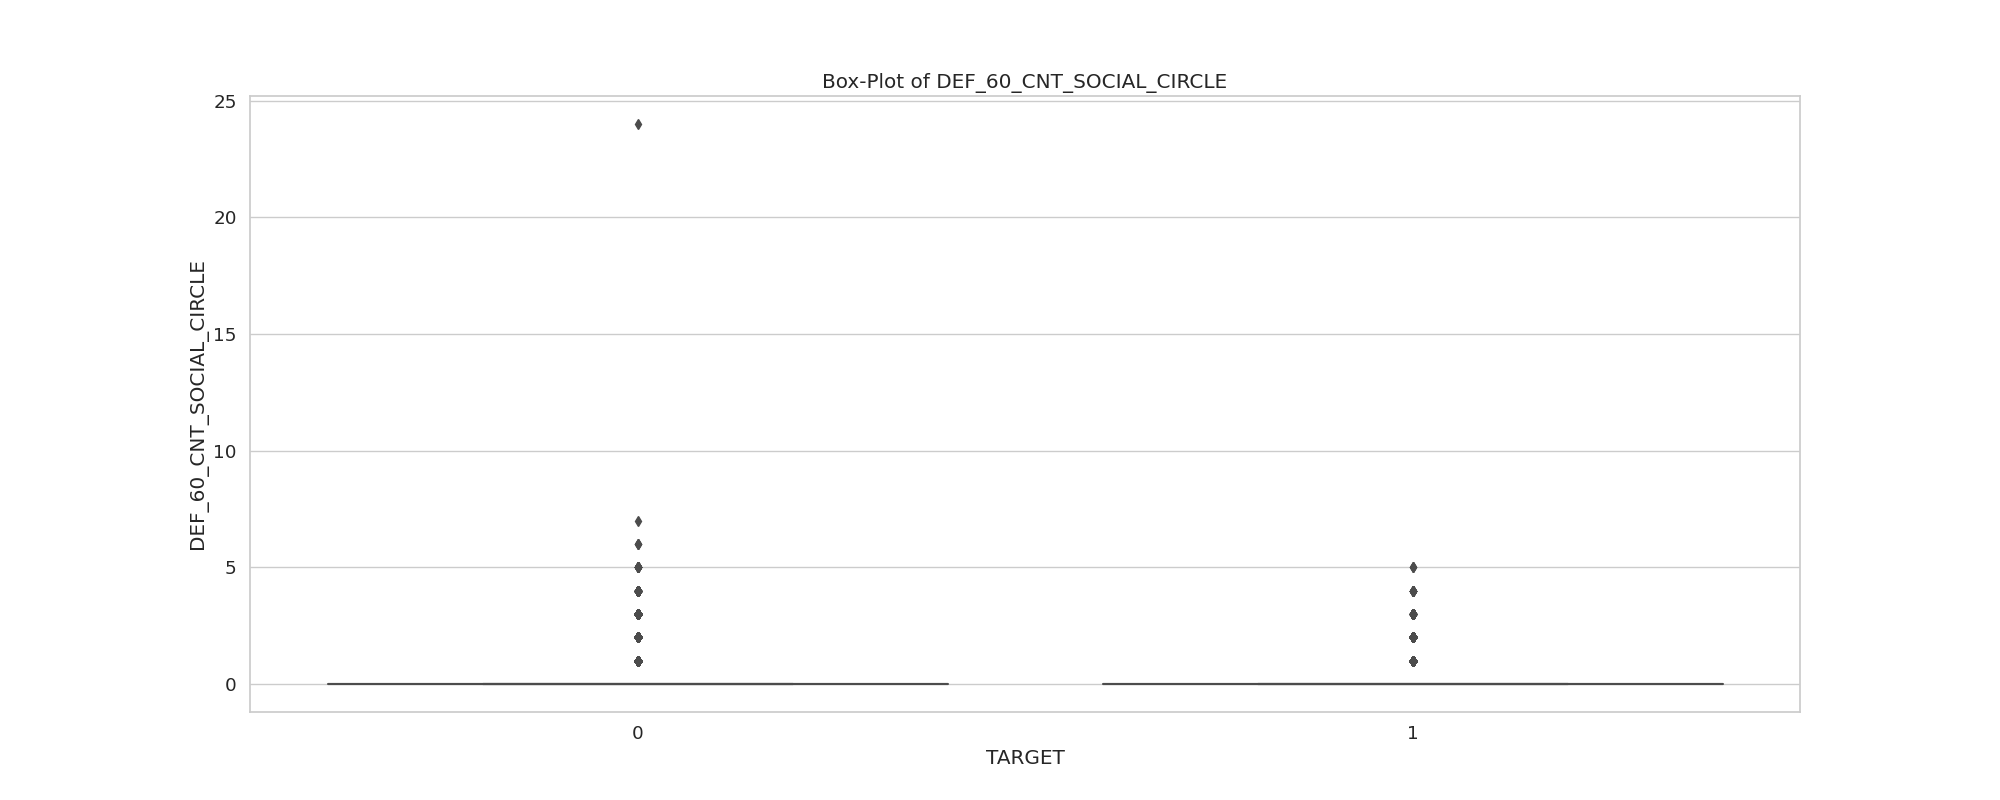 Box-Plot of DEF_60_CNT_SOCIAL_CIRCLE
DEF_60_CNT_SOCIAL_CIRCLE
25
20
15
10
5
0
0 1
TARGET